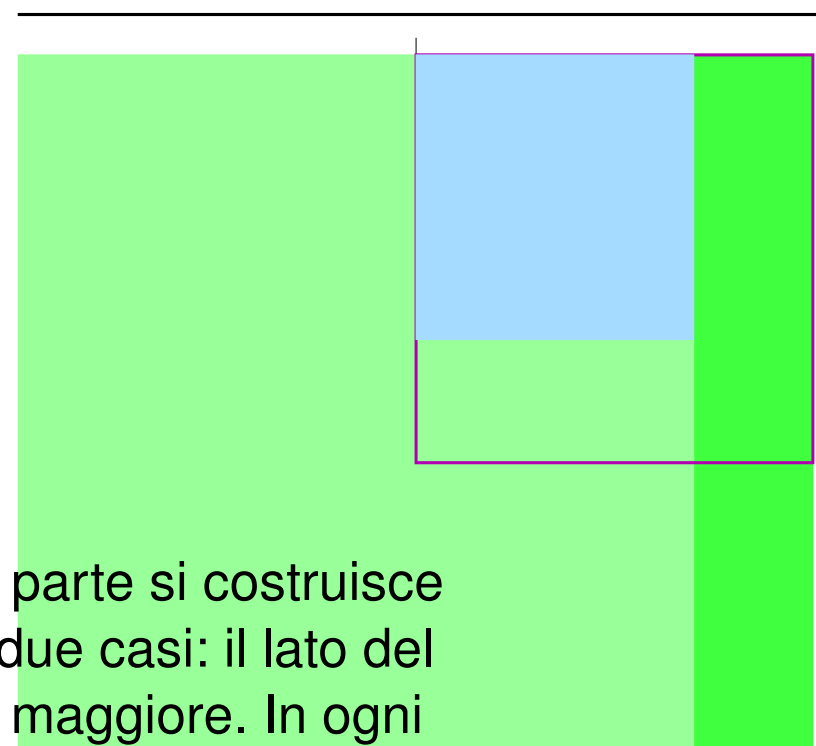 parte si costruisce
due casi: il lato del
maggiore. In ogni